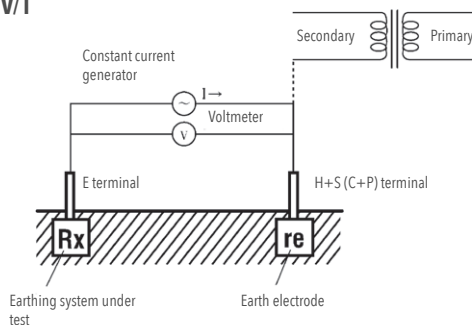 V/I
Secondary
Primary
Constant current
generator
I→
~
Voltmeter
V
E terminal
H+S (C+P) terminal
Rx
re
Earthing system under
test
Earth electrode